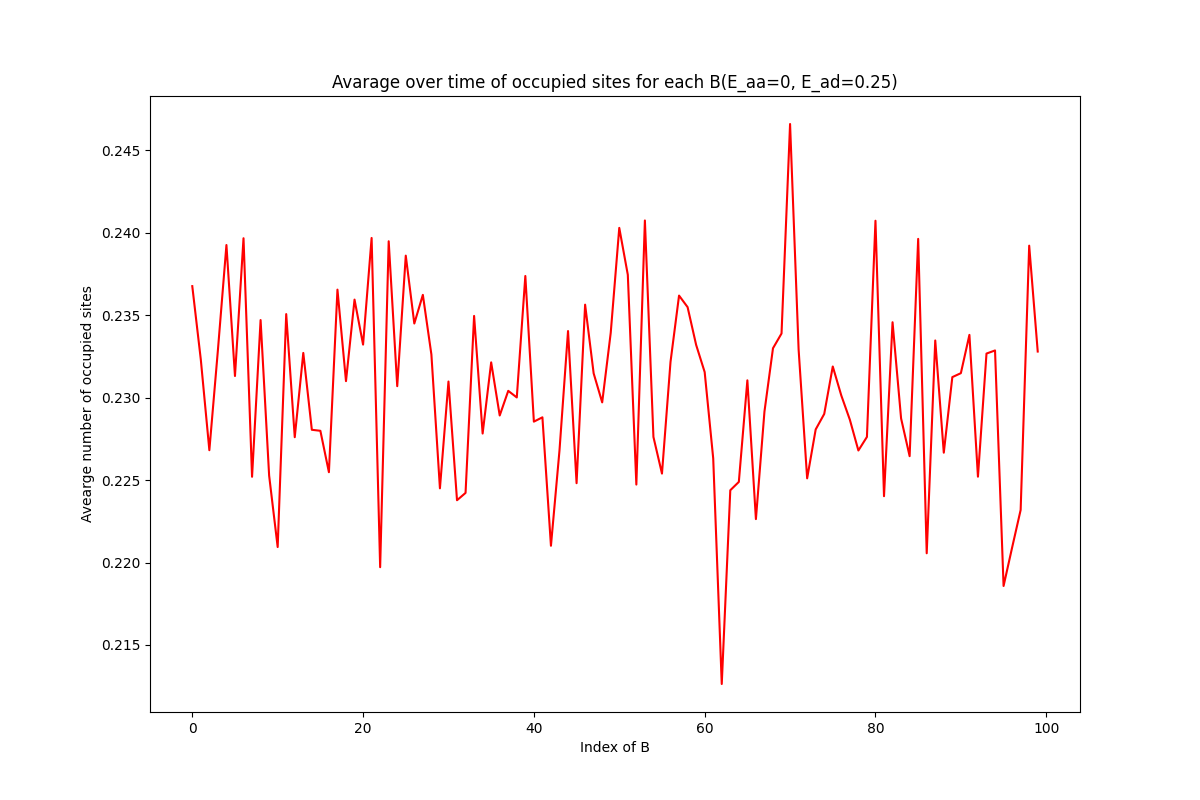 Avarage over time of occupied sites for each B(E_aa=0, E_ad=0.25)
0.245
0.240
0.235
0.230
0.225
0.220
0.215
Avearge number of occupied sites
0 20 40 60 80 100
Index of B